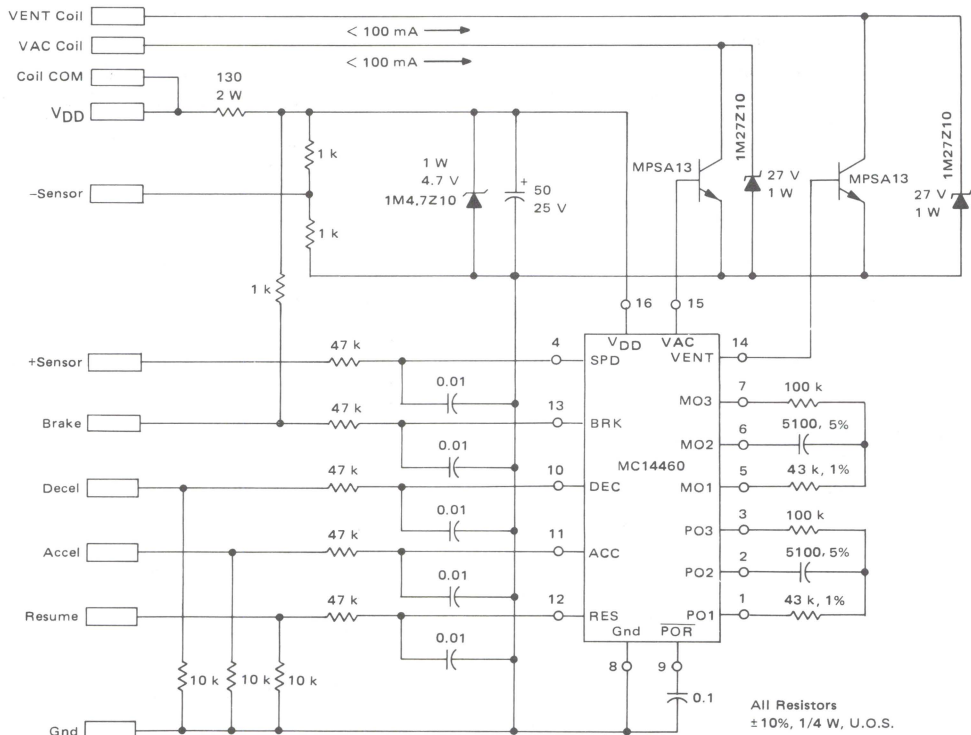 VENT Coil
< 100 mA
VAC Coil
< 100 mA
Coil COM
130
2 W
VDD
1 k
1 W
4.7 V
1M4.7Z10
+
50
25 V
MPSA13
1M27Z10
27 V
1 W
MPSA13
1M27Z10
27 V
1 W
–Sensor
1 k
1 k
16
15
VDD
VAC
VENT
14
+Sensor
47 k
4
SPD
0.01
MO3
7
100 k
Brake
47 k
13
BRK
0.01
MO2
6
5100, 5%
MC14460
Decel
47 k
10
DEC
0.01
MO1
5
43 k, 1%
PO3
3
100 k
Accel
47 k
11
ACC
0.01
PO2
2
5100, 5%
Resume
47 k
12
RES
0.01
PO1
1
43 k, 1%
Gnd
POR
8
9
10 k
10 k
10 k
0.1
Gnd
All Resistors
±10%, 1/4 W, U.O.S.